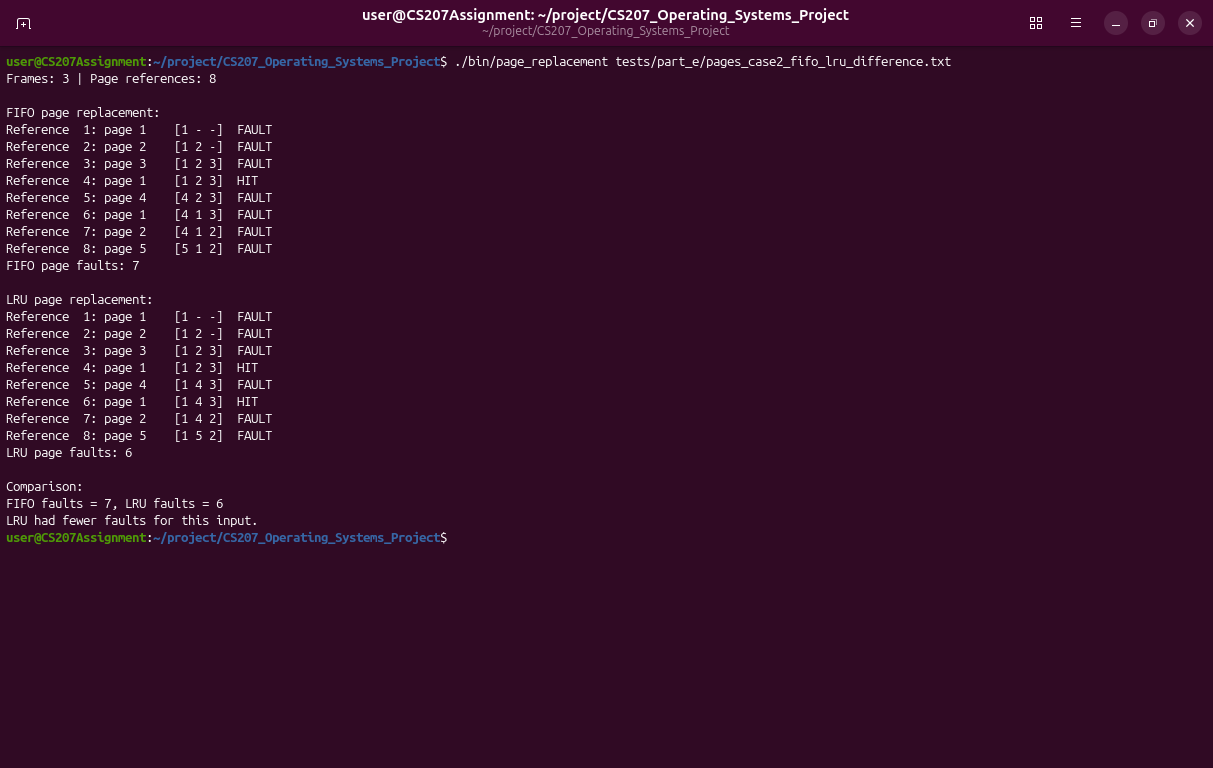 user@CS207Assignment: ~/project/CS207_Operating_Systems_Project
~/project/CS207_Operating_Systems_Project
user@CS207Assignment:~/project/CS207_Operating_Systems_Project$ ./bin/page_replacement tests/part_e/pages_case2_fifo_lru_difference.txt
Frames: 3 | Page references: 8

FIFO page replacement:
Reference  1: page 1    [1 - -]  FAULT
Reference  2: page 2    [1 2 -]  FAULT
Reference  3: page 3    [1 2 3]  FAULT
Reference  4: page 1    [1 2 3]  HIT
Reference  5: page 4    [4 2 3]  FAULT
Reference  6: page 1    [4 1 3]  FAULT
Reference  7: page 2    [4 1 2]  FAULT
Reference  8: page 5    [5 1 2]  FAULT
FIFO page faults: 7

LRU page replacement:
Reference  1: page 1    [1 - -]  FAULT
Reference  2: page 2    [1 2 -]  FAULT
Reference  3: page 3    [1 2 3]  FAULT
Reference  4: page 1    [1 2 3]  HIT
Reference  5: page 4    [1 4 3]  FAULT
Reference  6: page 1    [1 4 3]  HIT
Reference  7: page 2    [1 4 2]  FAULT
Reference  8: page 5    [1 5 2]  FAULT
LRU page faults: 6

Comparison:
FIFO faults = 7, LRU faults = 6
LRU had fewer faults for this input.
user@CS207Assignment:~/project/CS207_Operating_Systems_Project$